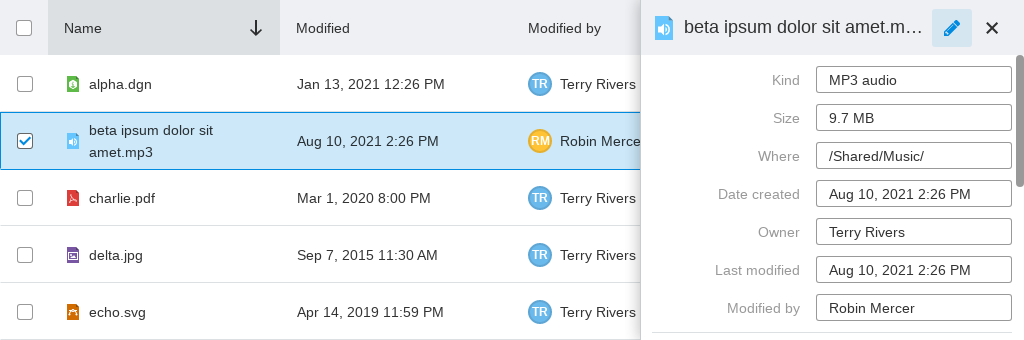 Name Modified Modified by
alpha.dgn Jan 13, 2021 12:26 PM TR Terry Rivers
beta ipsum dolor sit
amet.mp3 Aug 10, 2021 2:26 PM RM Robin Merce
charlie.pdf Mar 1, 2020 8:00 PM TR Terry Rivers
delta.jpg Sep 7, 2015 11:30 AM TR Terry Rivers
echo.svg Apr 14, 2019 11:59 PM TR Terry Rivers
beta ipsum dolor sit amet.m...
Kind MP3 audio
Size 9.7 MB
Where /Shared/Music/
Date created Aug 10, 2021 2:26 PM
Owner Terry Rivers
Last modified Aug 10, 2021 2:26 PM
Modified by Robin Mercer